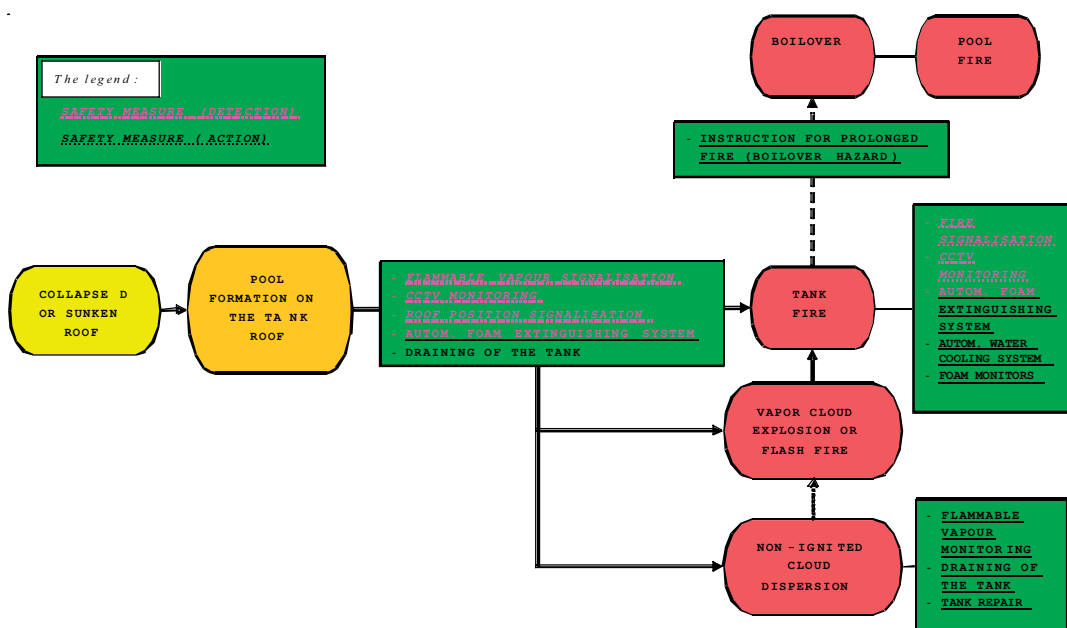 BOILOVER
POOL
FIRE
The legend:
SAFETY MEASURE (DETECTION)
SAFETY MEASURE ( ACTION)
- INSTRUCTION FOR PROLONGED
FIRE (BOILOVER HAZARD)
COLLAPSE D
OR SUNKEN
ROOF
POOL
FORMATION ON
THE TA NK
ROOF
- FLAMMABLE VAPOUR SIGNALISATION
- CCTV MONITORING
- ROOF POSITION SIGNALISATION
- AUTOM. FOAM EXTINGUISHING SYSTEM
- DRAINING OF THE TANK
TANK
FIRE
- FIRE
SIGNALISATION
- CCTV
MONITORING
- AUTOM. FOAM
EXTINGUISHING
SYSTEM
- AUTOM. WATER
COOLING SYSTEM
- FOAM MONITORS
VAPOR CLOUD
EXPLOSION OR
FLASH FIRE
NON-IGNITED
CLOUD
DISPERSION
- FLAMMABLE
VAPOUR
MONITORING
- DRAINING OF
THE TANK
- TANK REPAIR